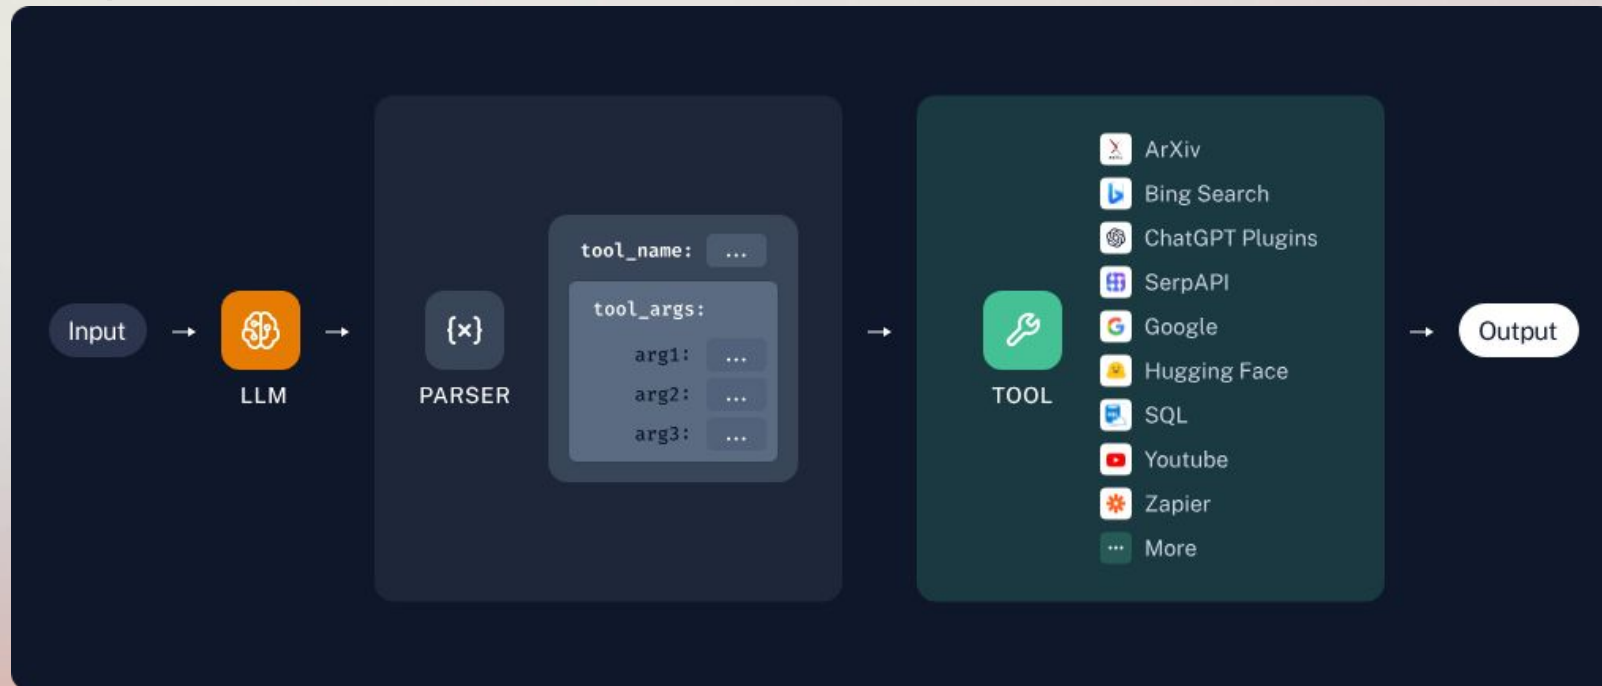 Input
LLM
{x}
PARSER
tool_name: ...
tool_args:
arg1: ...
arg2: ...
arg3: ...
TOOL
ArXiv
Bing Search
ChatGPT Plugins
SerpAPI
Google
Hugging Face
SQL
Youtube
Zapier
... More
Output